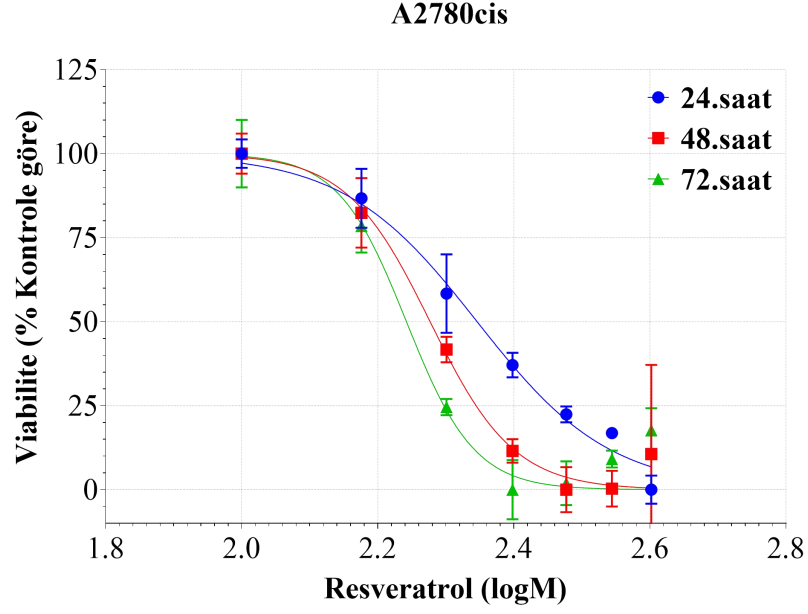 A2780cis
125
100
75
50
25
0
Viabilite (% Kontrole göre)
24.saat
48.saat
72.saat
1.8 2.0 2.2 2.4 2.6 2.8
Resveratrol (logM)